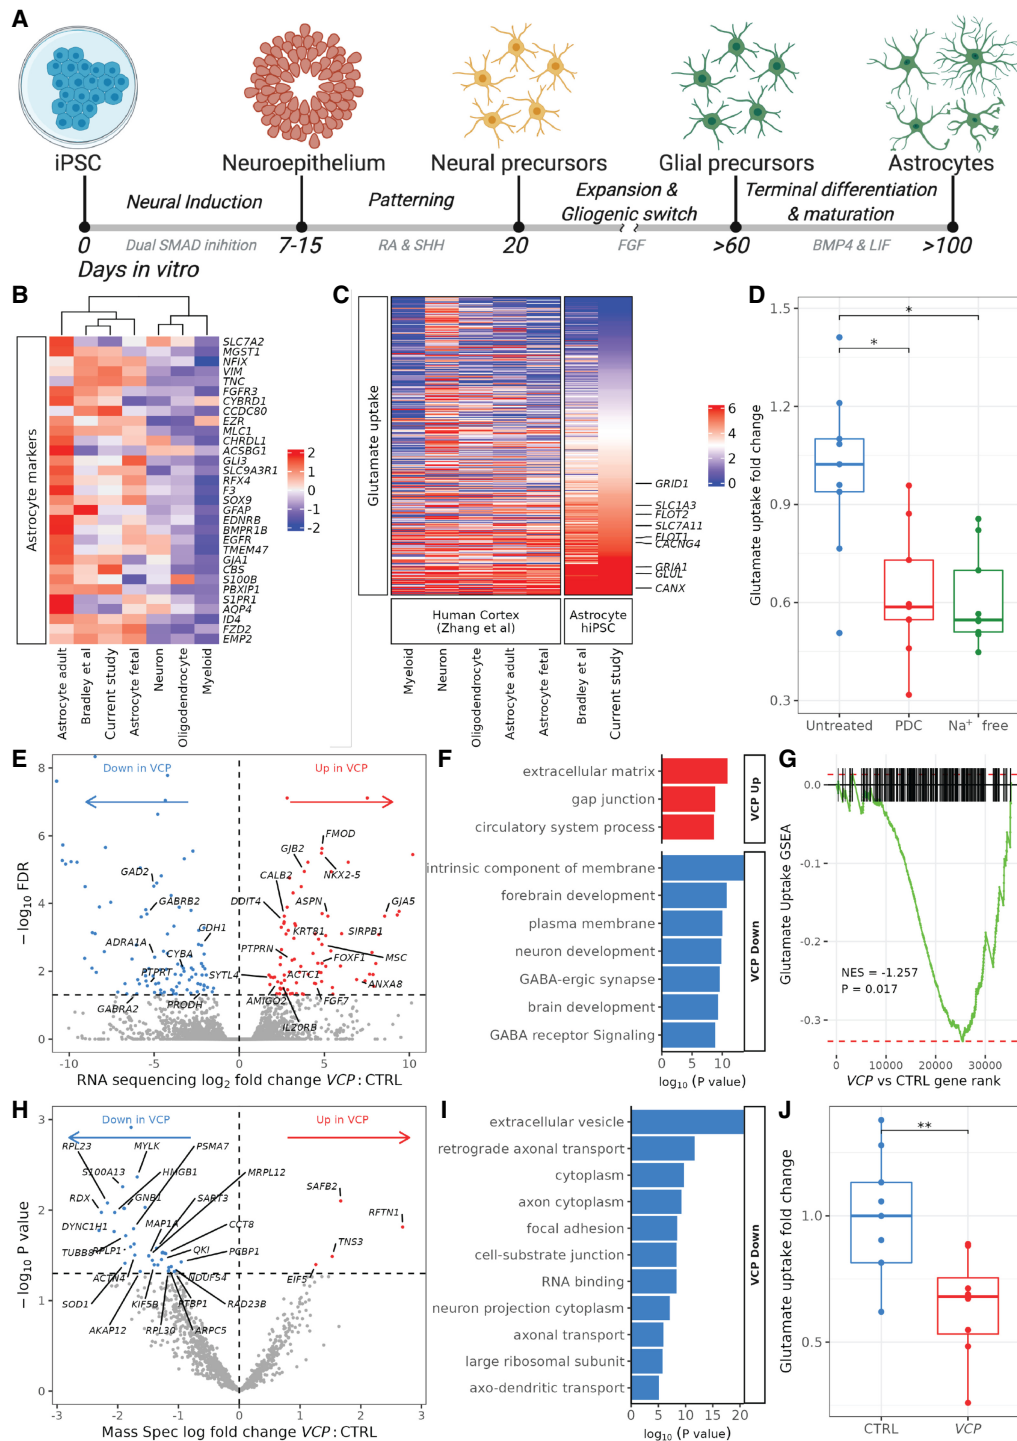 A
iPSC
Neuroepithelium
Neural precursors
Glial precursors
Astrocytes
Neural Induction
Patterning
Expansion &
Gliogenic switch
Terminal differentiation
& maturation
0
Dual SMAD inihition
7-15
RA & SHH
20
FGF
>60
BMP4 & LIF
>100
Days in vitro
B
Astrocyte markers
SLC7A2
MGST1
NFIX
VIM
TNC
FGFR3
CYBRD1
CCDC80
EZR
MLC1
CHRDL1
ACSBG1
GLI3
SLC9A3R1
RFX4
F3
SOX9
GFAP
EDNRB
BMPR1B
EGFR
TMEM47
GJA1
CBS
S100B
PBXIP1
S1PR1
AQP4
ID4
FZD2
EMP2
2
1
0
-1
-2
Astrocyte adult
Bradley et al
Current study
Astrocyte fetal
Neuron
Oligodendrocyte
Myeloid
C
Glutamate uptake
GRID1
SLC1A3
FLOT2
SLC7A11
FLOT1
CACNG4
GRIA1
GLUL
CANX
6
4
2
0
Human Cortex
(Zhang et al)
Astrocyte
hiPSC
Myeloid
Neuron
Oligodendrocyte
Astrocyte adult
Astrocyte fetal
Bradley et al
Current study
D
Glutamate uptake fold change
1.5
1.2
0.9
0.6
0.3
*
*
Untreated
PDC
Na+ free
E
Down in VCP
Up in VCP
− log10 FDR
8
6
4
2
0
FMOD
GJB2
NKX2-5
GAD2
CALB2
GABRB2
DDIT4
ASPN
GJA5
GDH1
KRT81
SIRPB1
ADRA1A
CYBA
PTPRN
FOXF1
MSC
PTPRT
SYTL4
ACTC1
ANXA8
GABRA2
PRODH
AMIGO2
FGF7
IL20RB
-10
-5
0
5
10
RNA sequencing log2 fold change VCP : CTRL
F
extracellular matrix
gap junction
circulatory system process
VCP Up
intrinsic component of membrane
forebrain development
plasma membrane
neuron development
GABA-ergic synapse
brain development
GABA receptor Signaling
VCP Down
0
5
10
log10 (P value)
G
Glutamate Uptake GSEA
0.0
-0.1
-0.2
-0.3
NES = -1.257
P = 0.017
0
10000
20000
30000
VCP vs CTRL gene rank
H
Down in VCP
Up in VCP
− log10 P value
3
2
1
0
RPL23
MYLK
PSMA7
S100A13
HMGB1
MRPL12
RDX
GNB1
SART3
SAFB2
RFTN1
DYNC1H1
MAP1A
CCT8
TNS3
TUBB8
RPLP1
QKI
PGBP1
ACTN4
NDUFS4
EIF5
SOD1
KIF5B
PTBP1
RAD23B
AKAP12
RPL30
ARPC5
-3
-2
-1
0
1
2
3
Mass Spec log fold change VCP : CTRL
I
extracellular vesicle
retrograde axonal transport
cytoplasm
axon cytoplasm
focal adhesion
cell-substrate junction
RNA binding
neuron projection cytoplasm
axonal transport
large ribosomal subunit
axo-dendritic transport
VCP Down
0
5
10
15
20
log10 (P value)
J
Glutamate uptake fold change
1.0
0.5
**
CTRL
VCP